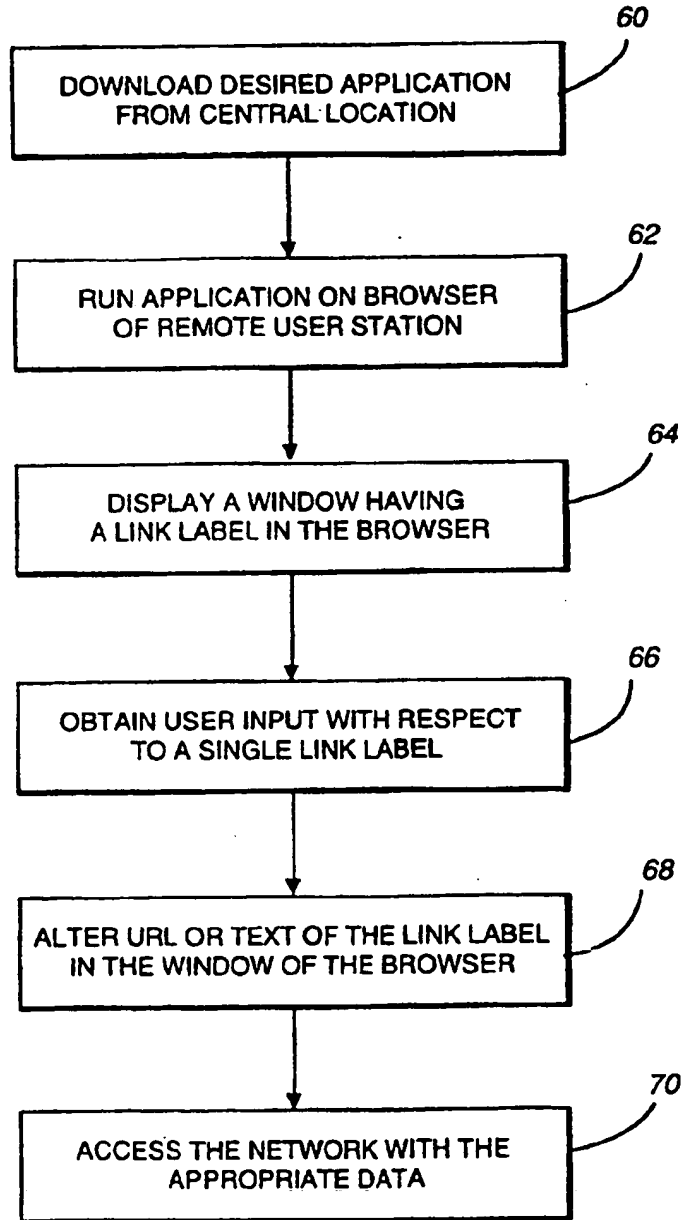 60
DOWNLOAD DESIRED APPLICATION
FROM CENTRAL LOCATION
62
RUN APPLICATION ON BROWSER
OF REMOTE USER STATION
64
DISPLAY A WINDOW HAVING
A LINK LABEL IN THE BROWSER
66
OBTAIN USER INPUT WITH RESPECT
TO A SINGLE LINK LABEL
68
ALTER URL OR TEXT OF THE LINK LABEL
IN THE WINDOW OF THE BROWSER
70
ACCESS THE NETWORK WITH THE
APPROPRIATE DATA